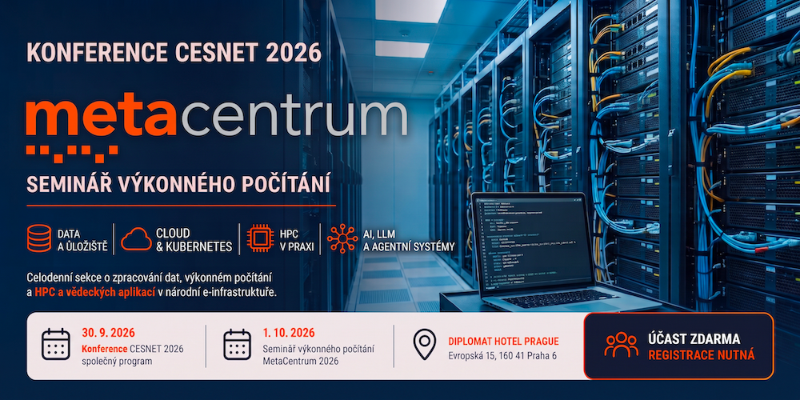 KONFERENCE CESNET 2026
metacentrum
SEMINÁŘ VÝKONNÉHO POČÍTÁNÍ
DATA
A ÚLOŽIŠTĚ
CLOUD
& KUBERNETES
HPC
V PRAXI
AI, LLM
A AGENTNÍ SYSTÉMY
Celodenní sekce o zpracování dat, výkonném počítání
a HPC a vědeckých aplikací v národní e-infrastruktuře.
30. 9. 2026
Konference CESNET 2026
společný program
1. 10. 2026
Seminář výkonného počítání
MetaCentrum 2026
DIPLOMAT HOTEL PRAGUE
Evropská 15, 160 41 Praha 6
ÚČAST ZDARMA
REGISTRACE NUTNÁ